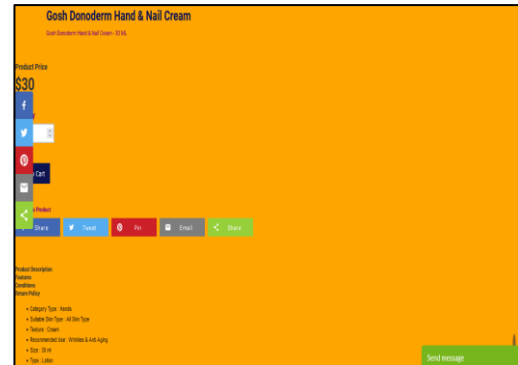 Gosh Donoderm Hand & Nail Cream
Gosh Donoderm Hand & Nail Cream - 30 ML
Product Price
$30
Cart
Product
Share
Tweet
Pin
Email
Share
Product Description
Features
Conditions
Return Policy
Category Type : Hands
Suitable Skin Type : All Skin Type
Texture : Cream
Recommended Use : Wrinkles & Anti Aging
Size : 30 ml
Type : Lotion
Send message